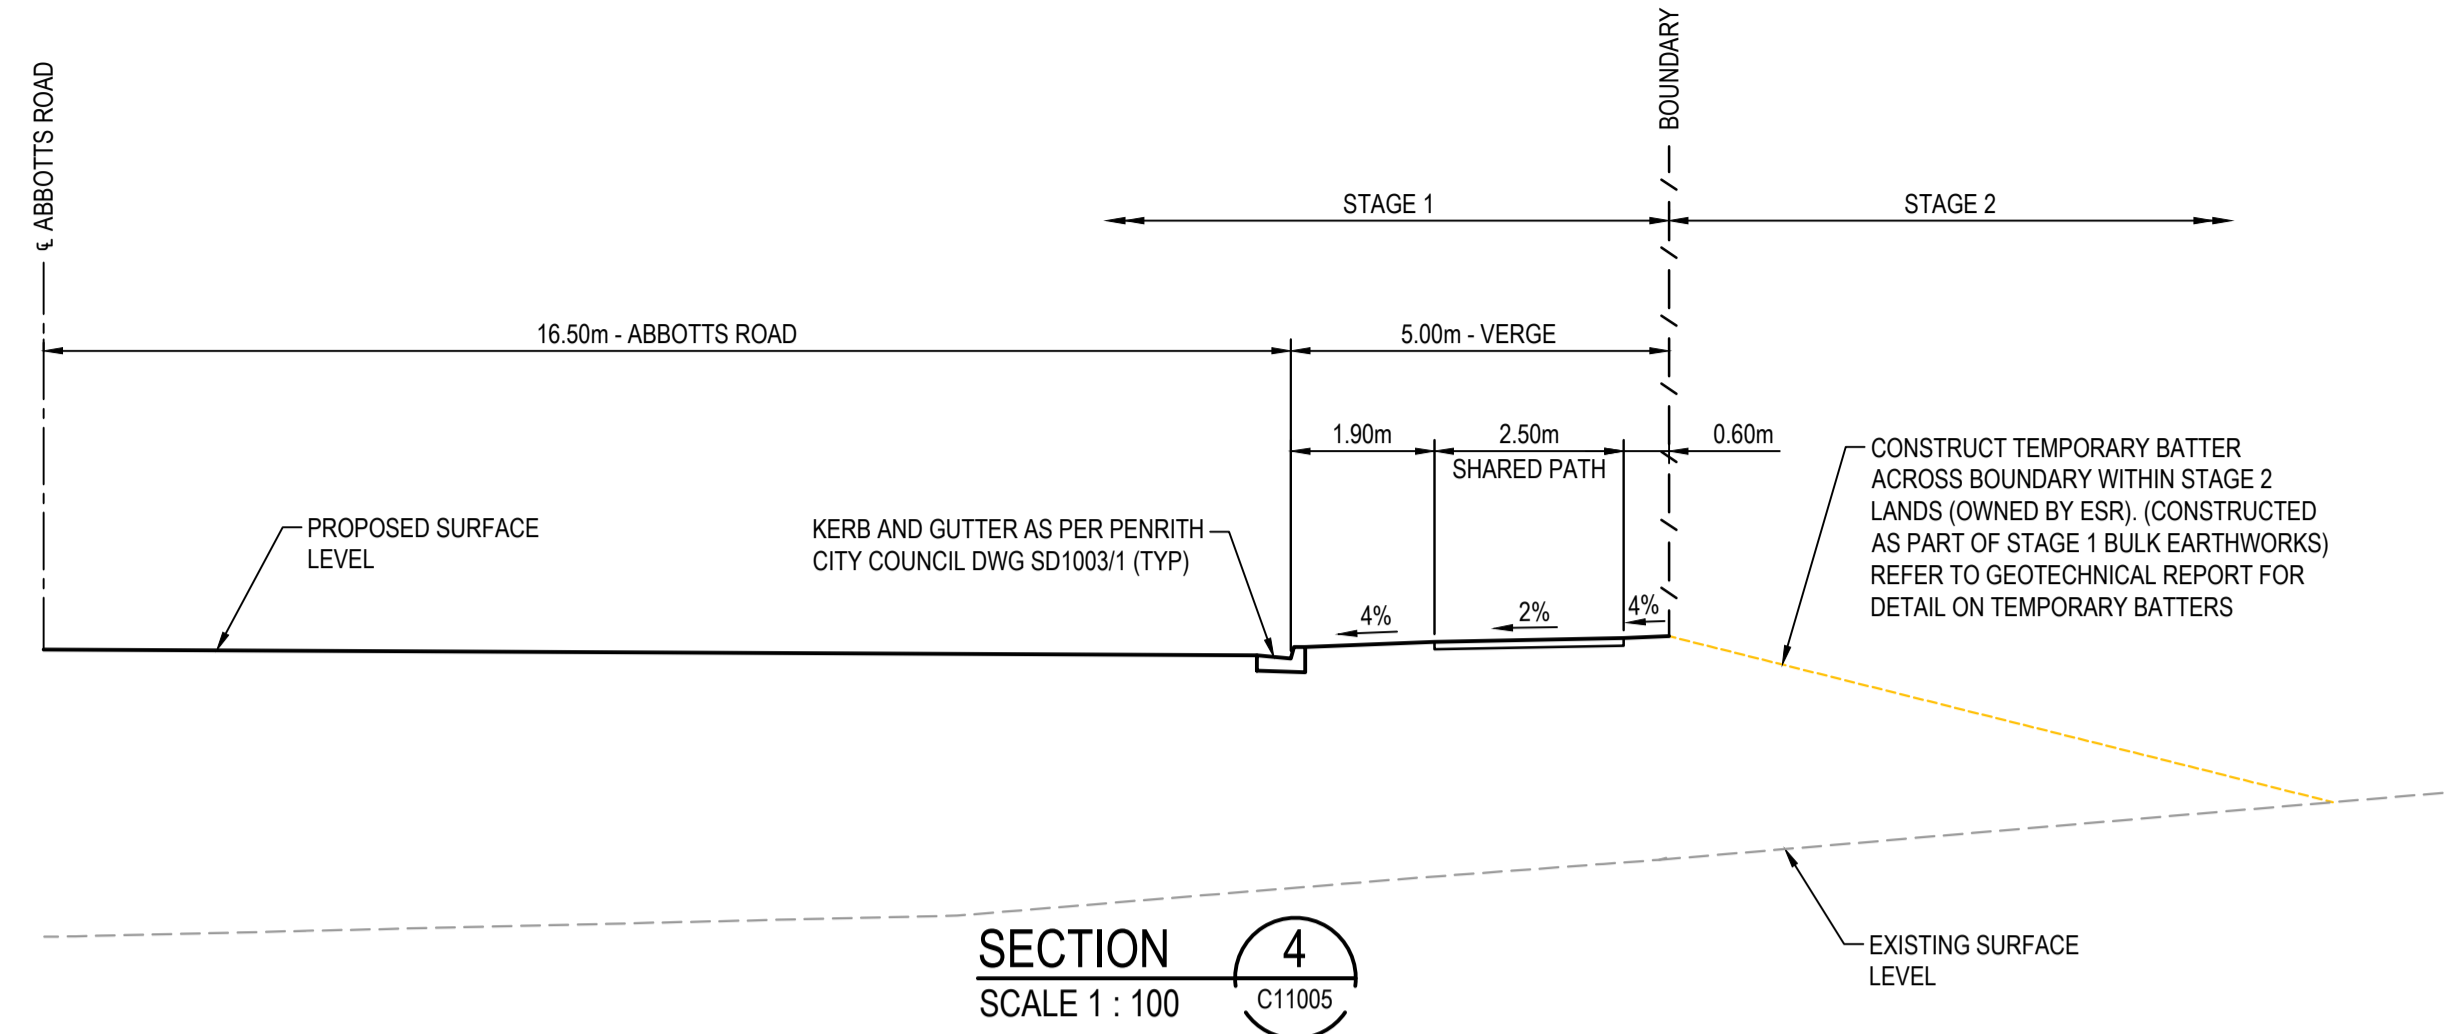 ℄ ABBOTTS ROAD
BOUNDARY
STAGE 1
STAGE 2
16.50m - ABBOTTS ROAD
5.00m - VERGE
1.90m
2.50m
0.60m
SHARED PATH
CONSTRUCT TEMPORARY BATTER
ACROSS BOUNDARY WITHIN STAGE 2
LANDS (OWNED BY ESR). (CONSTRUCTED
AS PART OF STAGE 1 BULK EARTHWORKS)
REFER TO GEOTECHNICAL REPORT FOR
DETAIL ON TEMPORARY BATTERS
PROPOSED SURFACE
LEVEL
KERB AND GUTTER AS PER PENRITH
CITY COUNCIL DWG SD1003/1 (TYP)
4%
2%
4%
EXISTING SURFACE
LEVEL
SECTION
4
SCALE 1 : 100
C11005